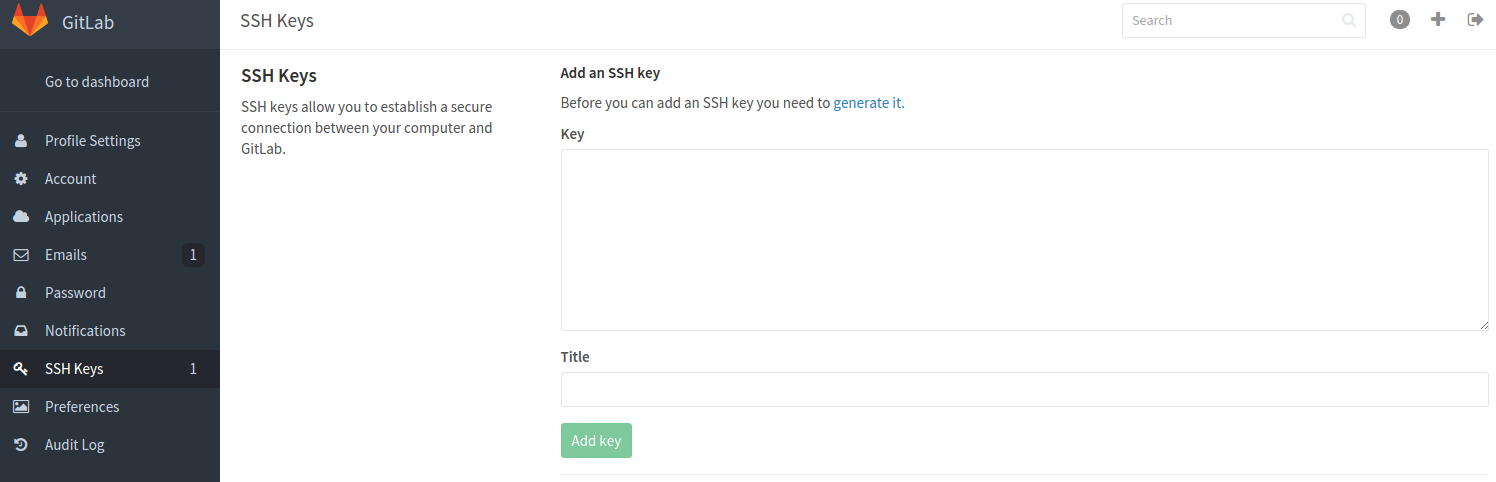 GitLab
SSH Keys
Search
0
Go to dashboard
Profile Settings
Account
Applications
Emails 1
Password
Notifications
SSH Keys 1
Preferences
Audit Log
SSH Keys
SSH keys allow you to establish a secure
connection between your computer and
GitLab.
Add an SSH key
Before you can add an SSH key you need to generate it.
Key
Title
Add key